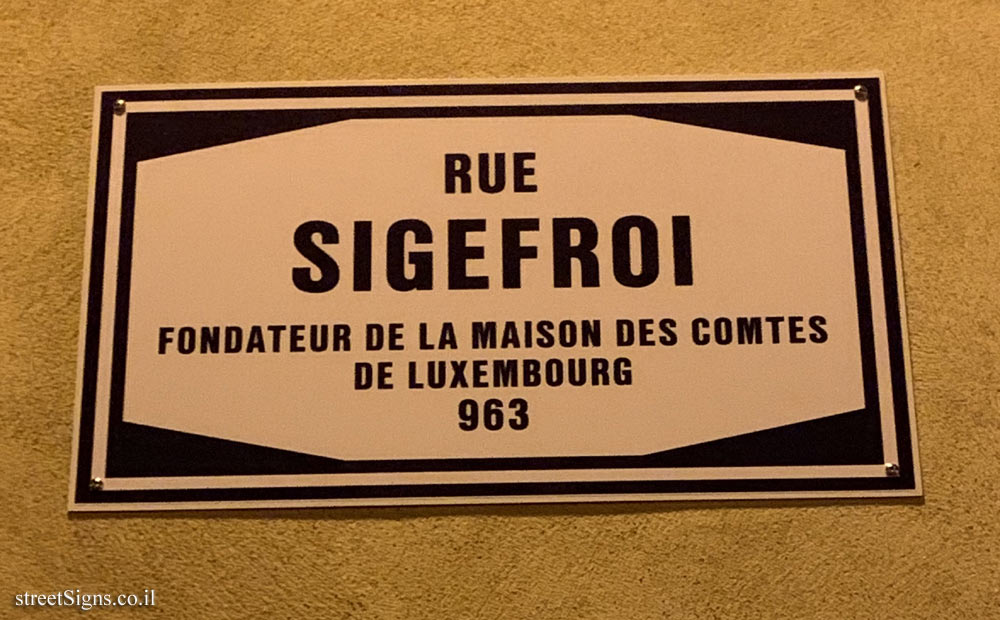 RUE
SIGEFROI
FONDATEUR DE LA MAISON DES COMTES
DE LUXEMBOURG
963
streetSigns.co.il